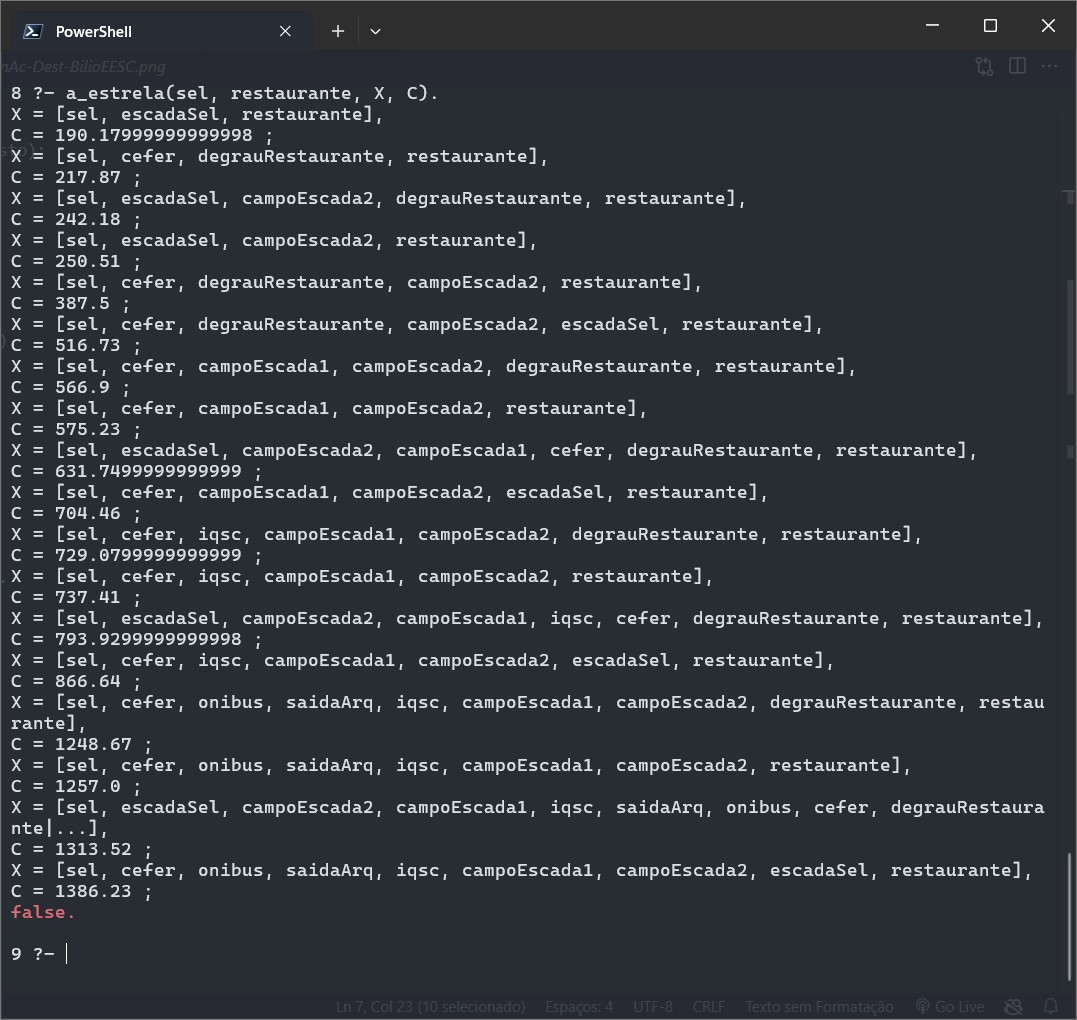 PowerShell
nAc-Dest-BilioEESC.png
8 ?- a_estrela(sel, restaurante, X, C).
X = [sel, escadaSel, restaurante],
C = 190.17999999999998 ;
X = [sel, cefer, degrauRestaurante, restaurante],
C = 217.87 ;
X = [sel, escadaSel, campoEscada2, degrauRestaurante, restaurante],
C = 242.18 ;
X = [sel, escadaSel, campoEscada2, restaurante],
C = 250.51 ;
X = [sel, cefer, degrauRestaurante, campoEscada2, restaurante],
C = 387.5 ;
X = [sel, cefer, degrauRestaurante, campoEscada2, escadaSel, restaurante],
C = 516.73 ;
X = [sel, cefer, campoEscada1, campoEscada2, degrauRestaurante, restaurante],
C = 566.9 ;
X = [sel, cefer, campoEscada1, campoEscada2, restaurante],
C = 575.23 ;
X = [sel, escadaSel, campoEscada2, campoEscada1, cefer, degrauRestaurante, restaurante],
C = 631.7499999999999 ;
X = [sel, cefer, campoEscada1, campoEscada2, escadaSel, restaurante],
C = 704.46 ;
X = [sel, cefer, iqsc, campoEscada1, campoEscada2, degrauRestaurante, restaurante],
C = 729.0799999999999 ;
X = [sel, cefer, iqsc, campoEscada1, campoEscada2, restaurante],
C = 737.41 ;
X = [sel, escadaSel, campoEscada2, campoEscada1, iqsc, cefer, degrauRestaurante, restaurante],
C = 793.9299999999998 ;
X = [sel, cefer, iqsc, campoEscada1, campoEscada2, escadaSel, restaurante],
C = 866.64 ;
X = [sel, cefer, onibus, saidaArq, iqsc, campoEscada1, campoEscada2, degrauRestaurante, restau
rante],
C = 1248.67 ;
X = [sel, cefer, onibus, saidaArq, iqsc, campoEscada1, campoEscada2, restaurante],
C = 1257.0 ;
X = [sel, escadaSel, campoEscada2, campoEscada1, iqsc, saidaArq, onibus, cefer, degrauRestaura
nte|...],
C = 1313.52 ;
X = [sel, cefer, onibus, saidaArq, iqsc, campoEscada1, campoEscada2, escadaSel, restaurante],
C = 1386.23 ;
false.
9 ?-
Ln 7, Col 23 (10 selecionado) Espaços: 4 UTF-8 CRLF Texto sem Formatação Go Live